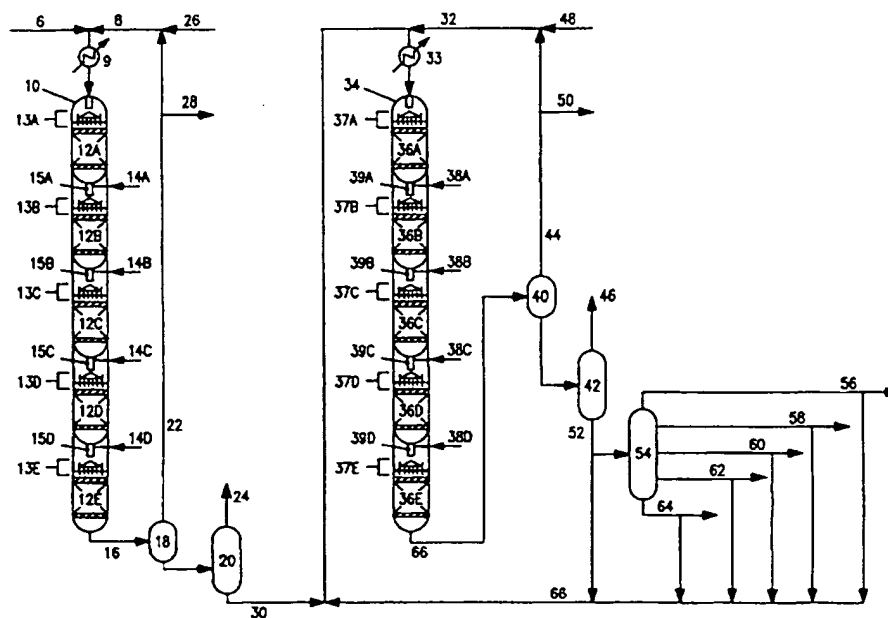 6 8 26 32 48
9 33
10 28 34 50
13A 37A
12A 36A
15A 14A 39A 38A
13B 37B
12B 36B 44
15B 14B 39B 38B
13C 37C 40 46
12C 36C
15C 14C 39C 38C
13D 37D 42 56
12D 22 36D 52 58
15D 14D 39D 38D 54 60
13E 37E 62
12E 24 36E 64
16 18 66
20
30 66